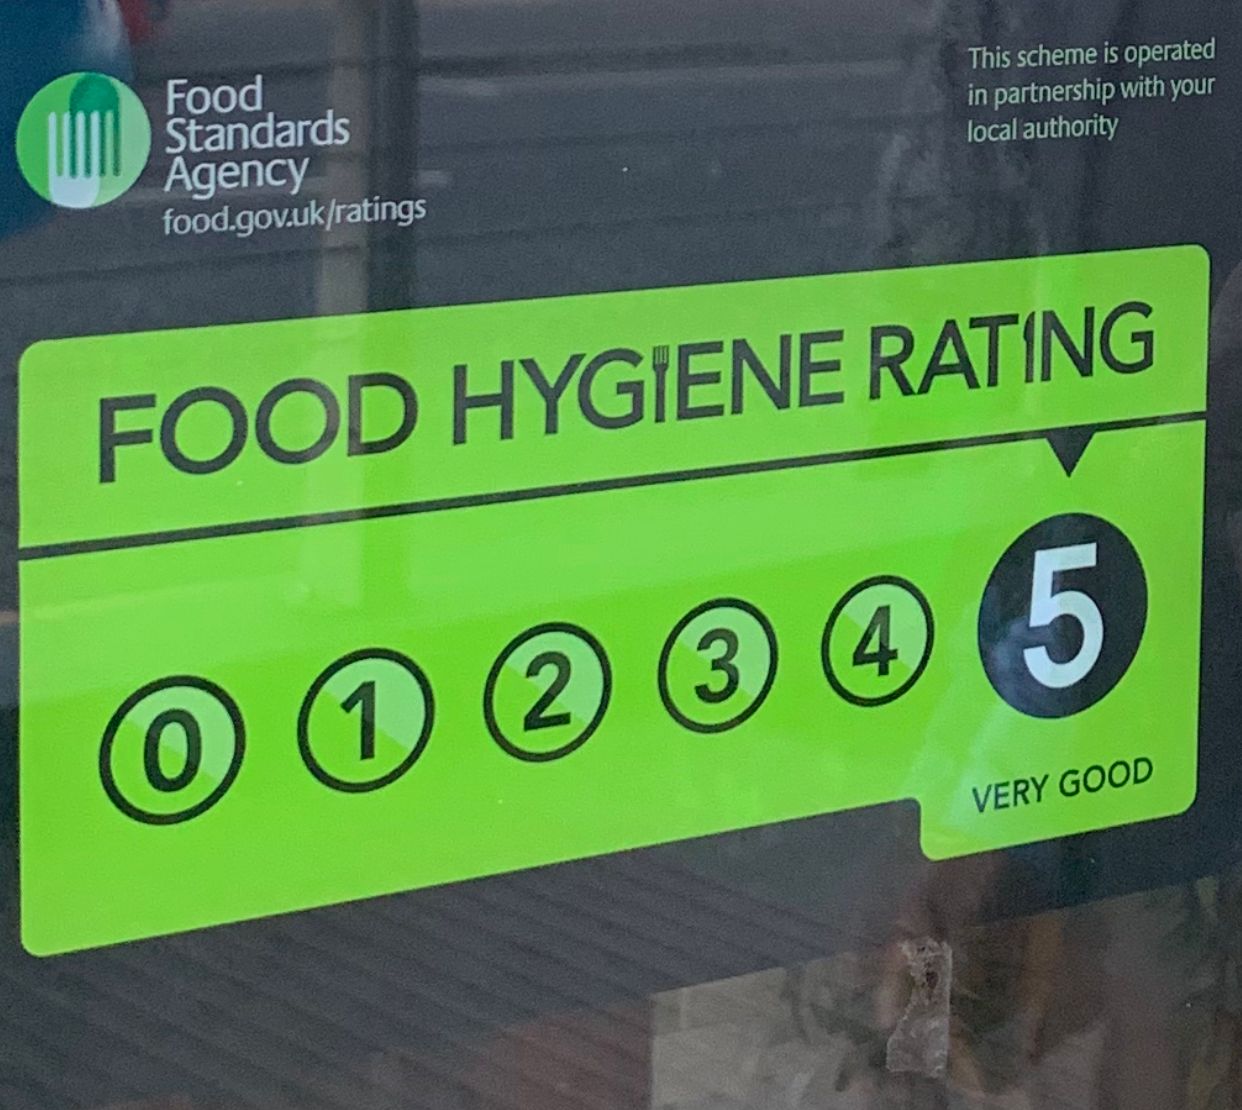 Food
Standards
Agency
food.gov.uk/ratings
This scheme is operated
in partnership with your
local authority
FOOD HYGIENE RATING
0 1 2 3 4 5
VERY GOOD